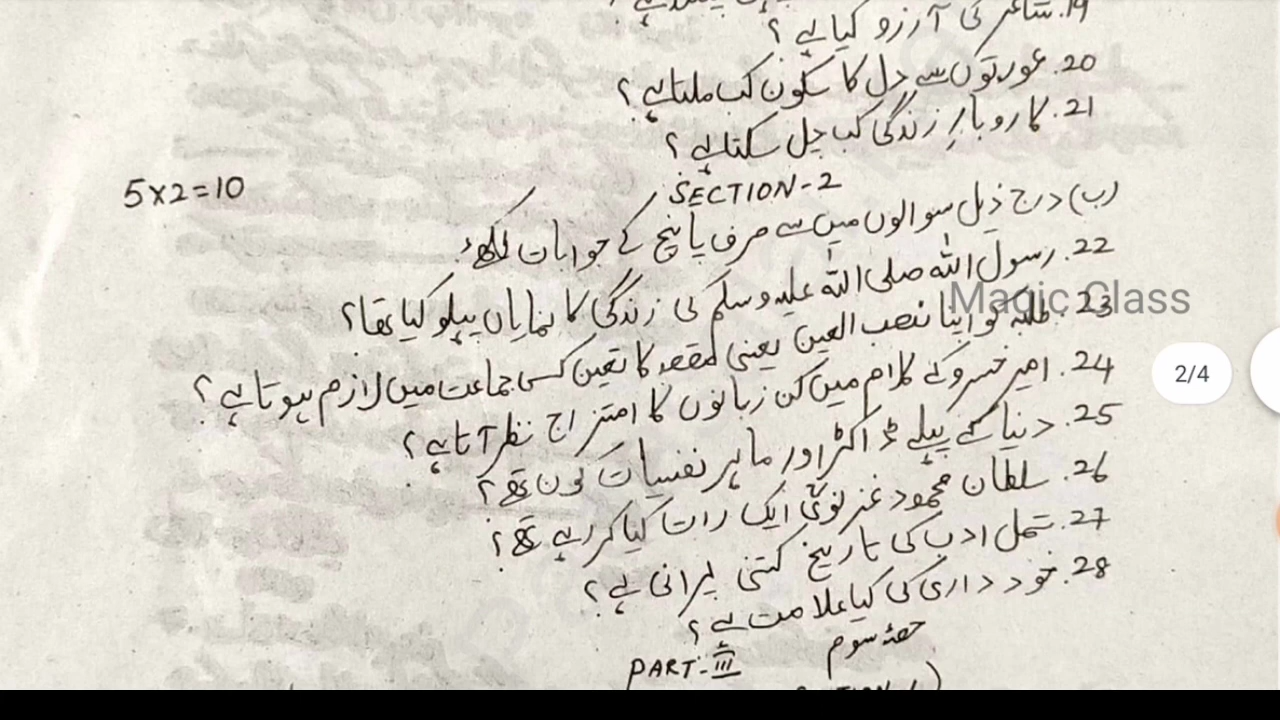 19. شاعر کی آرزو کیا ہے ؟
20. عورتوں سے دل کا سکون کب ملتا ہے ؟
21. کاروبارِ زندگی کب چل سکتا ہے ؟
SECTION-2
5x2=10
(ب) درج ذیل سوالوں میں سے صرف پانچ کے جوابات لکھئے
22. رسول اللہ صلی اللہ علیہ وسلم کی زندگی کا نمایاں پہلو کیا تھا؟
Magic Class
23. طلبہ کو اپنا نصب العین یعنی مقصد کا تعین کسی جماعت میں لازم ہوتا ہے ؟
24. امیر خسرو کے کلام میں کن زبانوں کا امتزاج نظر آتا ہے ؟
2/4
25. دنیا کے پہلے ڈاکٹر اور ماہر نفسیات کون تھے ؟
26. سلطان محمود غزنویؒ ایک رات کیا کر رہے تھے ؟
27. تمل ادب کی تاریخ کتنی پرانی ہے ؟
28. خود داری کی کیا علامت ہے ؟
حصۂ سوم
PART-III